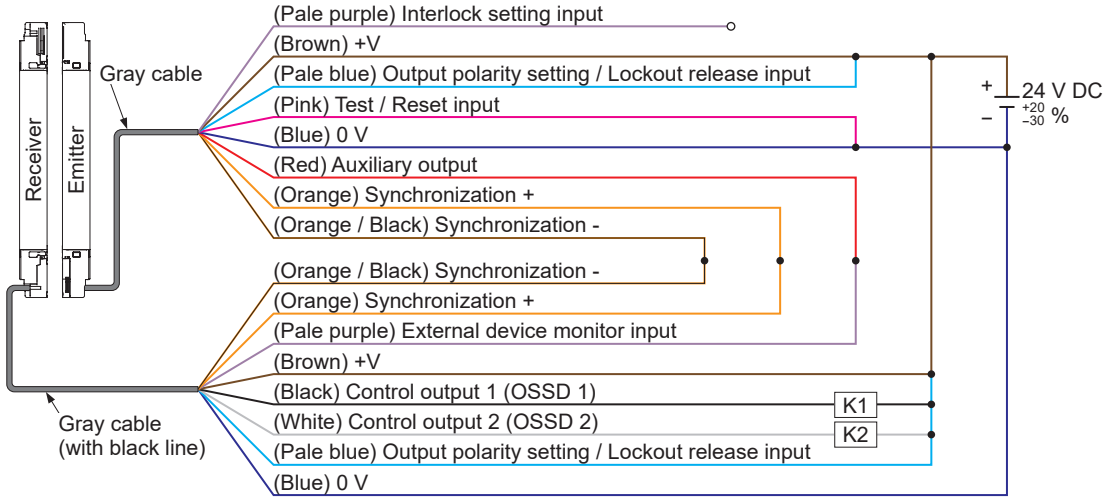 (Pale purple) Interlock setting input
(Brown) +V
(Pale blue) Output polarity setting / Lockout release input
(Pink) Test / Reset input
(Blue) 0 V
(Red) Auxiliary output
(Orange) Synchronization +
(Orange / Black) Synchronization -
(Orange / Black) Synchronization -
(Orange) Synchronization +
(Pale purple) External device monitor input
(Brown) +V
(Black) Control output 1 (OSSD 1)
K1
(White) Control output 2 (OSSD 2)
K2
(Pale blue) Output polarity setting / Lockout release input
(Blue) 0 V
Gray cable
Receiver
Emitter
Gray cable
(with black line)
+
−
24 V DC
+20
−30 %